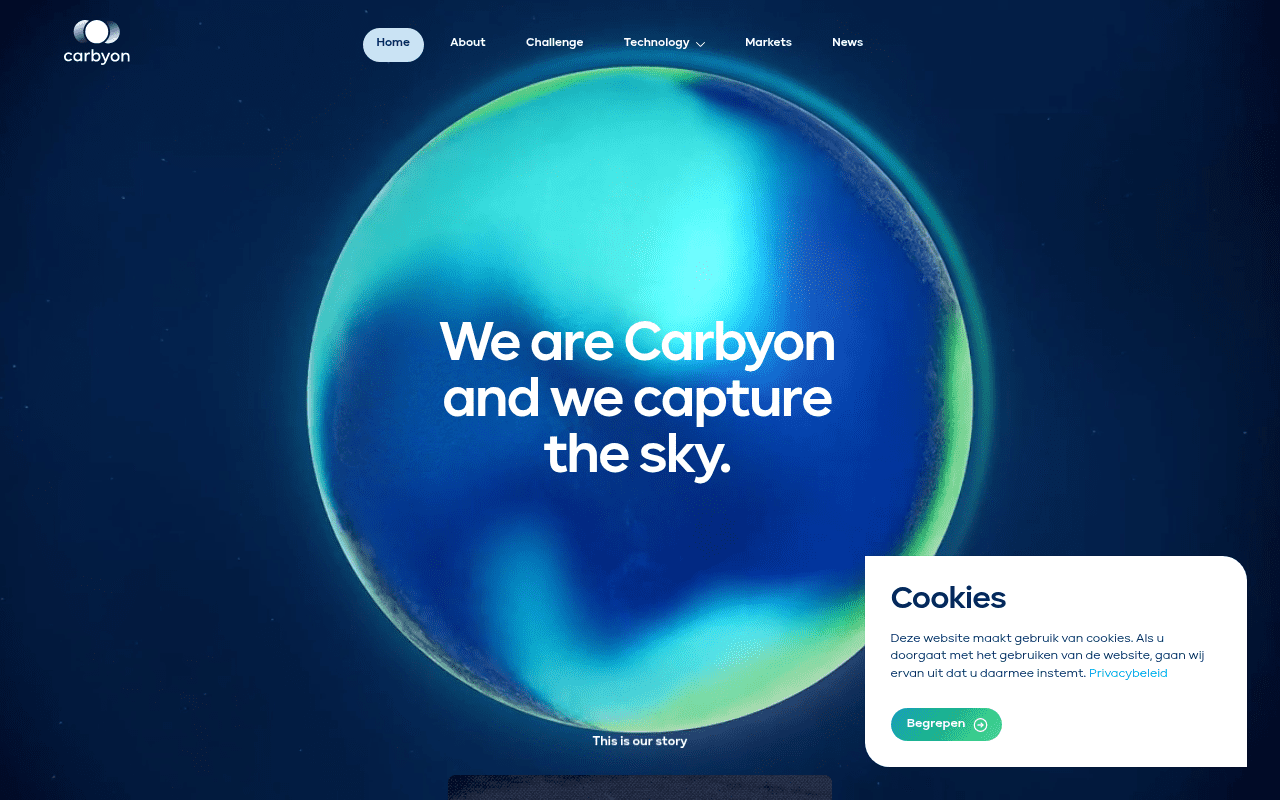 carbyon
Home
About
Challenge
Technology
Markets
News
We are Carbyon
and we capture
the sky.
This is our story
Cookies
Deze website maakt gebruik van cookies. Als u
doorgaat met het gebruiken van de website, gaan wij
ervan uit dat u daarmee instemt. Privacybeleid
Begrepen